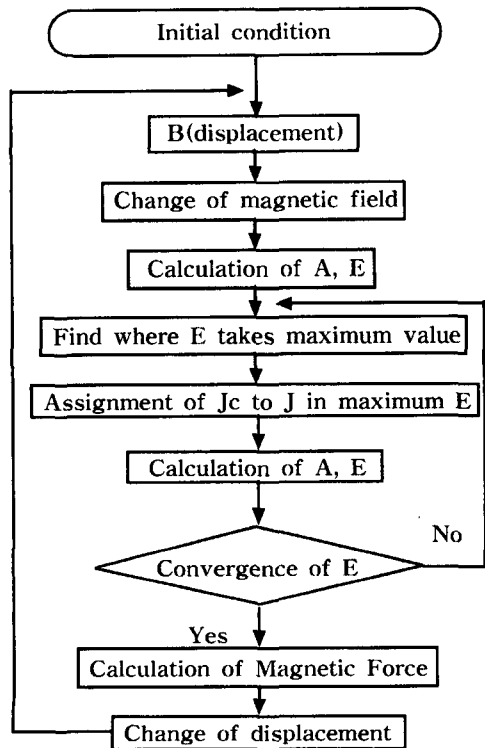 Initial condition
B(displacement)
Change of magnetic field
Calculation of A, E
Find where E takes maximum value
Assignment of Jc to J in maximum E
Calculation of A, E
No
Convergence of E
Yes
Calculation of Magnetic Force
Change of displacement